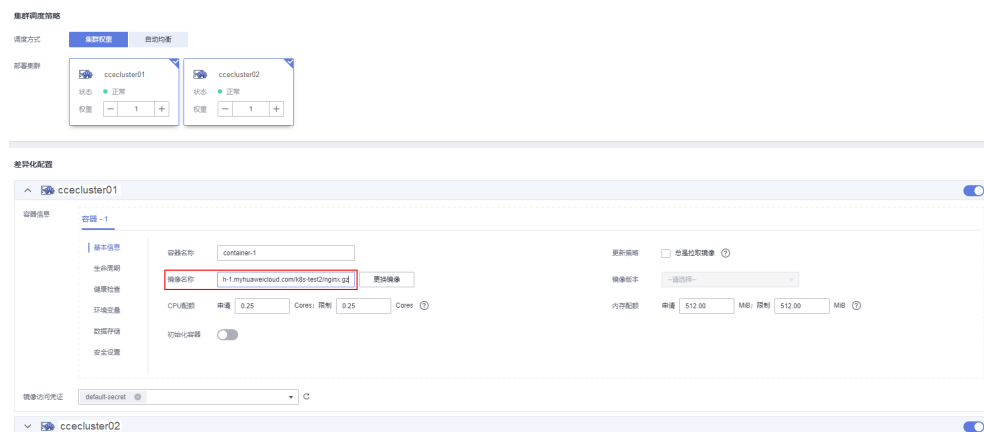 集群调度策略
调度方式 集群权重 自动均衡
部署集群
ccecluster01 ccecluster02
状态 正常 状态 正常
权重 1 权重 1
差异化配置
ccecluster01
容器信息 容器 - 1
基本信息
生命周期
健康检查
环境变量
数据存储
安全设置
容器名称 container-1 更新策略 总是拉取镜像
镜像名称 h-1.myhuaweicloud.com/k8s-test2/nginx:gz 更换镜像 镜像版本 --请选择--
CPU配额 申请 0.25 Cores; 限制 0.25 Cores 内存配额 申请 512.00 MiB; 限制 512.00 MiB
初始化容器
镜像访问凭证 default-secret
ccecluster02